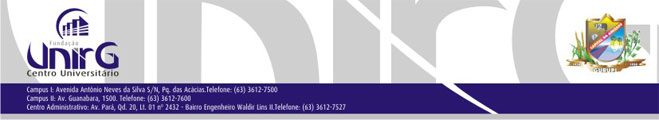 Fundação
UnirG
Centro Universitário
GURUPI
Campus I: Avenida Antônio Neves da Silva S/N, Pq. das Acácias.Telefone: (63) 3612-7500
Campus II: Av. Guanabara, 1500. Telefone: (63) 3612-7600
Centro Administrativo: Av. Pará, Qd. 20, Lt. 01 nº 2432 - Bairro Engenheiro Waldir Lins II.Telefone: (63) 3612-7527